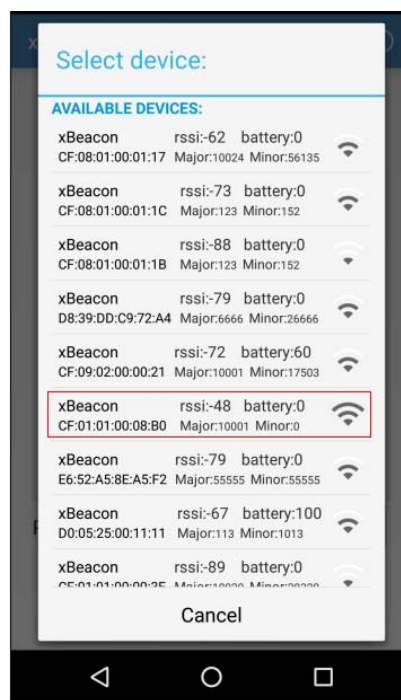 x
Select device:
AVAILABLE DEVICES:
xBeacon rssi:-62 battery:0
CF:08:01:00:01:17 Major:10024 Minor:56135
xBeacon rssi:-73 battery:0
CF:08:01:00:01:1C Major:123 Minor:152
xBeacon rssi:-88 battery:0
CF:08:01:00:01:1B Major:123 Minor:152
xBeacon rssi:-79 battery:0
D8:39:DD:C9:72:A4 Major:6666 Minor:26666
xBeacon rssi:-72 battery:60
CF:09:02:00:00:21 Major:10001 Minor:17503
xBeacon rssi:-48 battery:0
CF:01:01:00:08:B0 Major:10001 Minor:0
xBeacon rssi:-79 battery:0
E6:52:A5:8E:A5:F2 Major:55555 Minor:55555
xBeacon rssi:-67 battery:100
D0:05:25:00:11:11 Major:113 Minor:1013
xBeacon rssi:-89 battery:0
Cancel